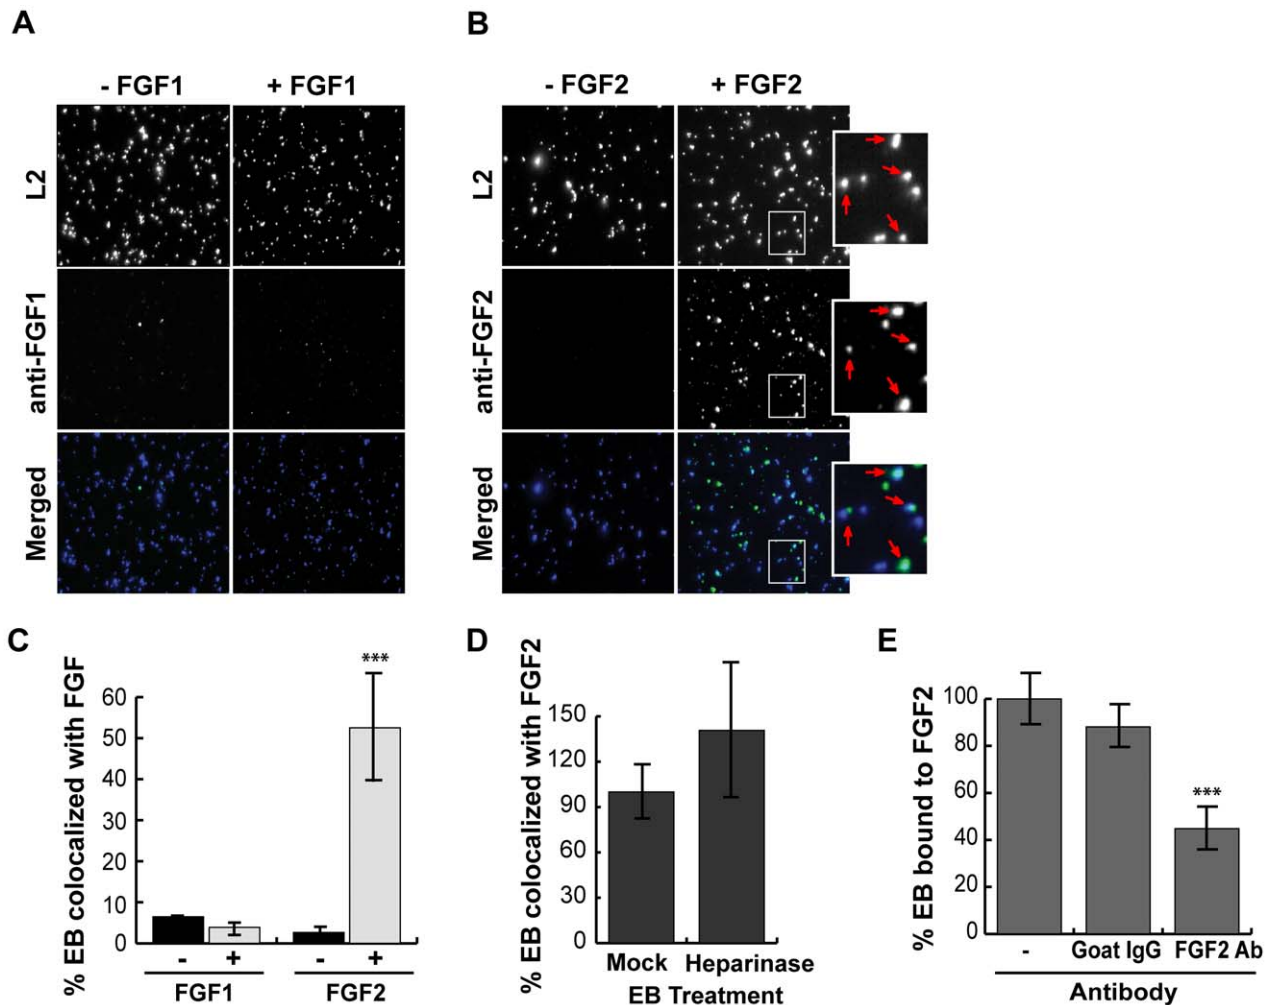 A
B
- FGF1
+ FGF1
- FGF2
+ FGF2
L2
anti-FGF1
Merged
L2
anti-FGF2
Merged
C
% EB colocalized with FGF
60
50
40
30
20
10
0
***
- + - +
FGF1 FGF2
D
% EB colocalized with FGF2
150
120
90
60
30
0
Mock Heparinase
EB Treatment
E
% EB bound to FGF2
100
80
60
40
20
0
***
- Goat IgG FGF2 Ab
Antibody